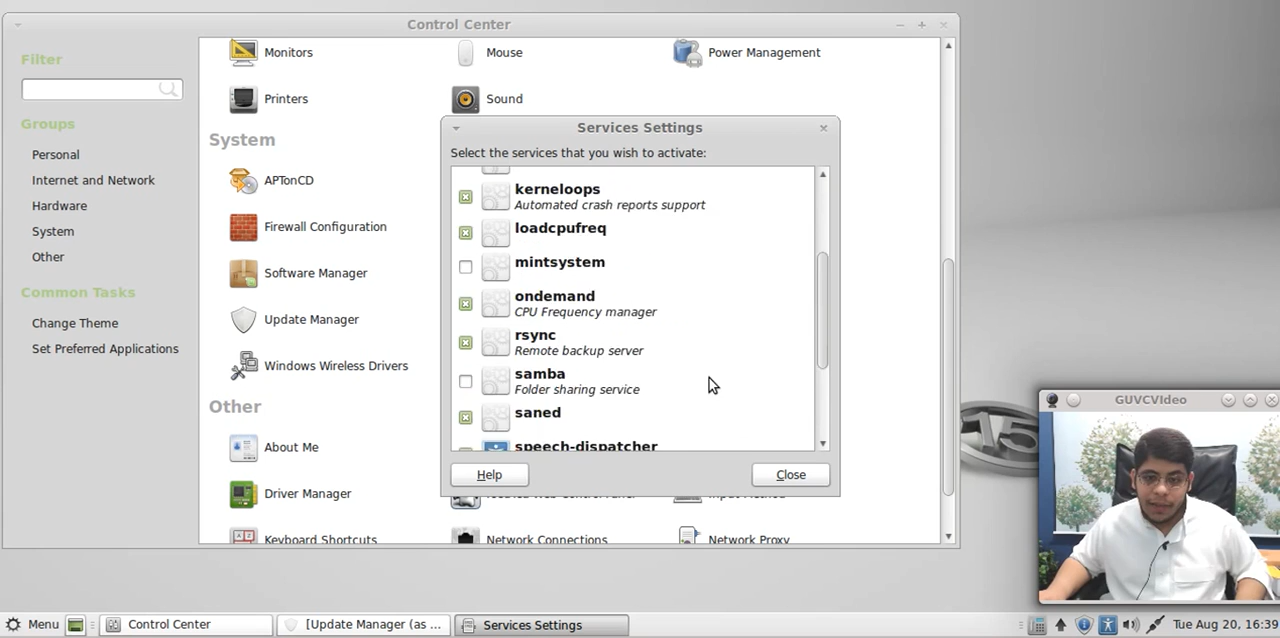 Control Center
Filter
Groups
Personal
Internet and Network
Hardware
System
Other
Common Tasks
Change Theme
Set Preferred Applications
Monitors
Mouse
Power Management
Printers
Sound
System
APTonCD
Firewall Configuration
Software Manager
Update Manager
Windows Wireless Drivers
Other
About Me
Driver Manager
Keyboard Shortcuts
Network Connections
Network Proxy
Services Settings
Select the services that you wish to activate:
kerneloops
Automated crash reports support
loadcpufreq
mintsystem
ondemand
CPU Frequency manager
rsync
Remote backup server
samba
Folder sharing service
saned
speech-dispatcher
Help
Close
GUVCVIdeo
15
Menu
Control Center
[Update Manager (as ...
Services Settings
Tue Aug 20, 16:39